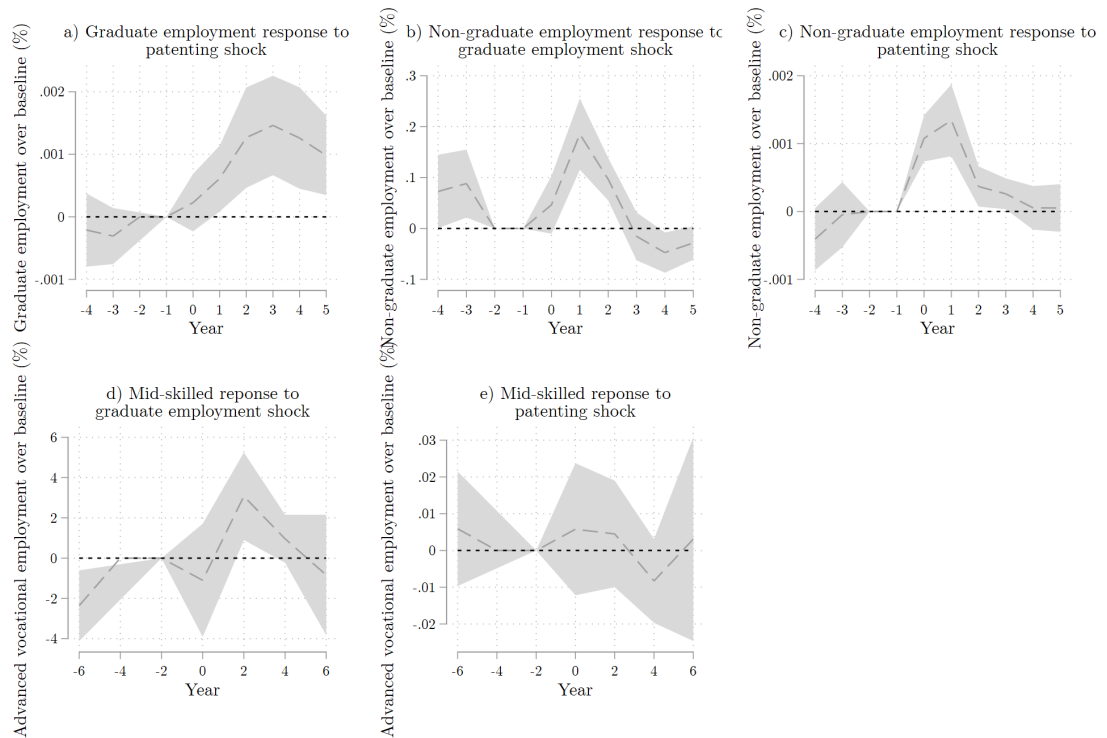 a) Graduate employment response to
patenting shock
Graduate employment over baseline (%)
.002
.001
0
-.001
-4 -3 -2 -1 0 1 2 3 4 5
Year
b) Non-graduate employment response to
graduate employment shock
Non-graduate employment over baseline (%)
.3
.2
.1
0
-.1
-4 -3 -2 -1 0 1 2 3 4 5
Year
c) Non-graduate employment response to
patenting shock
Non-graduate employment over baseline (%)
.002
.001
0
-.001
-4 -3 -2 -1 0 1 2 3 4 5
Year
d) Mid-skilled reponse to
graduate employment shock
Advanced vocational employment over baseline (%)
6
4
2
0
-2
-4
-6 -4 -2 0 2 4 6
Year
e) Mid-skilled reponse to
patenting shock
Advanced vocational employment over baseline (%)
.03
.02
.01
0
-.01
-.02
-6 -4 -2 0 2 4 6
Year